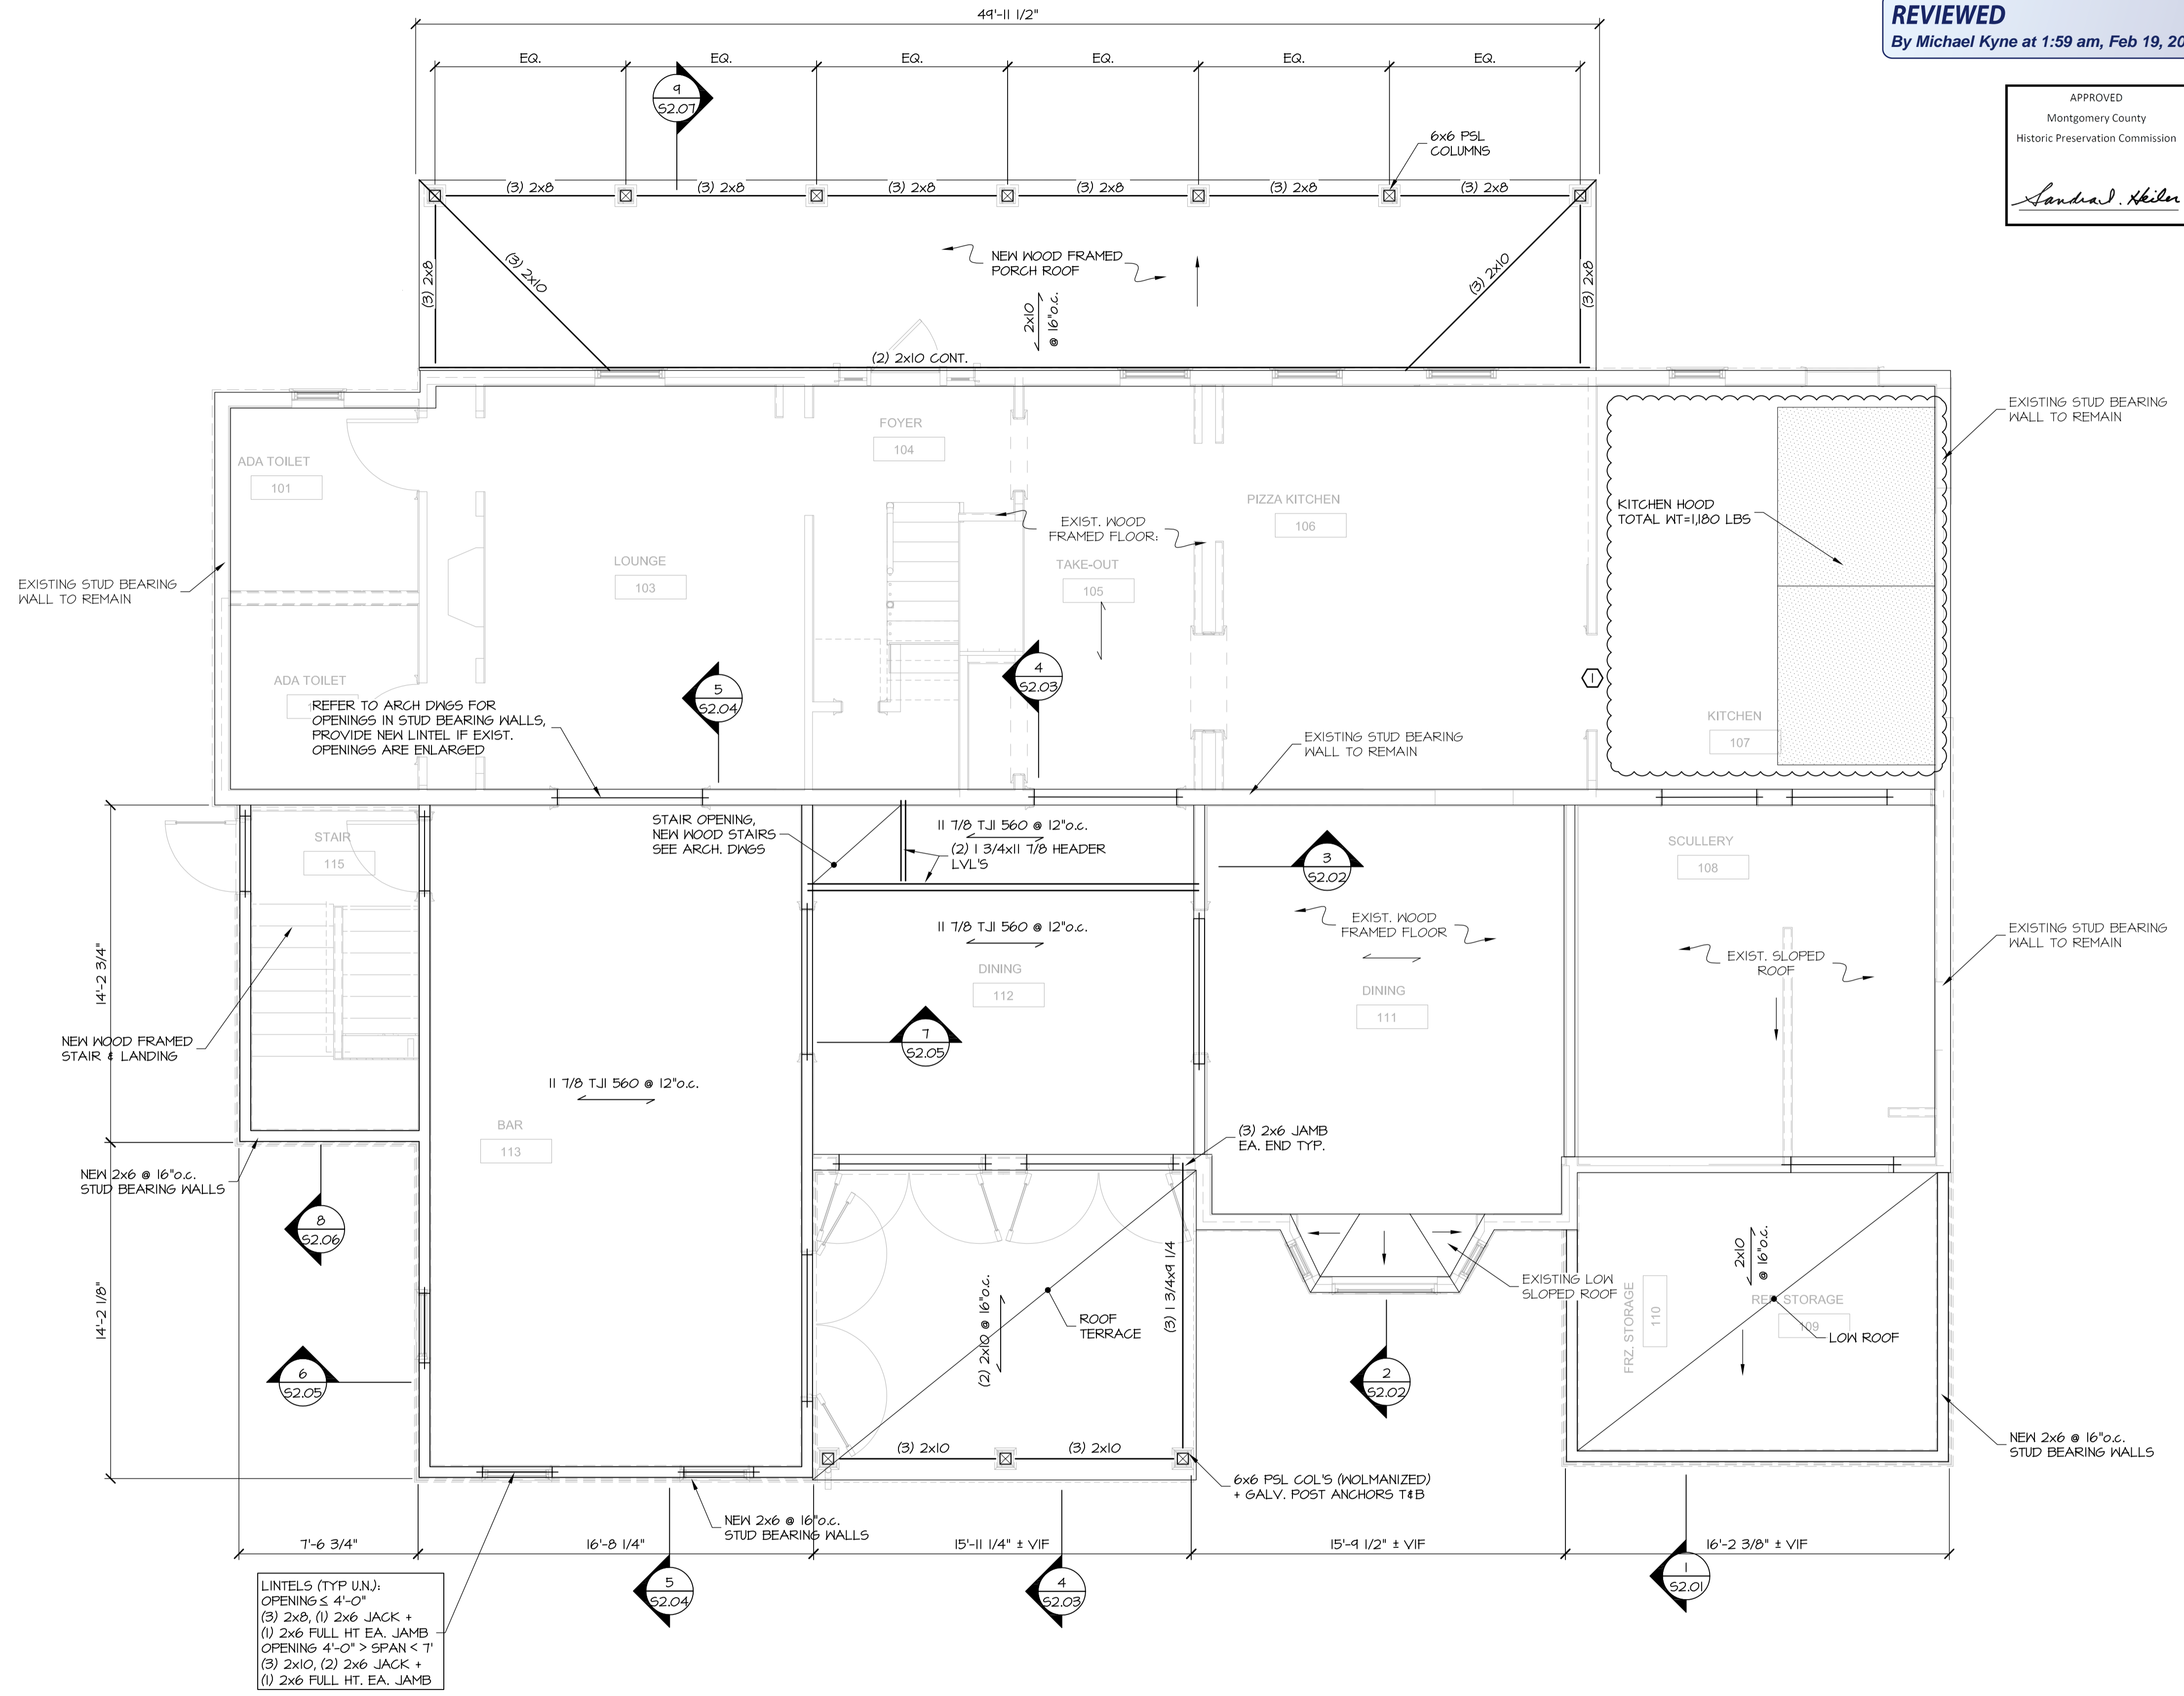 REVIEWED
By Michael Kyne at 1:59 am, Feb 19, 20
APPROVED
Montgomery County
Historic Preservation Commission
49'-11 1/2"
EQ.
EQ.
EQ.
EQ.
EQ.
EQ.
9
S2.07
6x6 PSL
COLUMNS
(3) 2x8
(3) 2x8
(3) 2x8
(3) 2x8
(3) 2x8
(3) 2x8
(3) 2x8
(3) 2x10
NEW WOOD FRAMED
PORCH ROOF
2x10
@ 16"o.c.
(3) 2x10
(3) 2x8
(2) 2x10 CONT.
EXISTING STUD BEARING
WALL TO REMAIN
FOYER
104
ADA TOILET
101
PIZZA KITCHEN
106
KITCHEN HOOD
TOTAL WT=1,180 LBS
EXIST. WOOD
FRAMED FLOOR:
LOUNGE
103
TAKE-OUT
105
EXISTING STUD BEARING
WALL TO REMAIN
ADA TOILET
1
REFER TO ARCH DWGS FOR
OPENINGS IN STUD BEARING WALLS,
PROVIDE NEW LINTEL IF EXIST.
OPENINGS ARE ENLARGED
5
S2.04
4
S2.03
1
KITCHEN
107
EXISTING STUD BEARING
WALL TO REMAIN
STAIR
115
STAIR OPENING,
NEW WOOD STAIRS
SEE ARCH. DWGS
11 7/8 TJI 560 @ 12"o.c.
(2) 1 3/4x11 7/8 HEADER
LVL'S
3
S2.02
SCULLERY
108
14'-2 3/4"
11 7/8 TJI 560 @ 12"o.c.
EXIST. WOOD
FRAMED FLOOR
EXIST. SLOPED
ROOF
EXISTING STUD BEARING
WALL TO REMAIN
DINING
112
DINING
111
NEW WOOD FRAMED
STAIR & LANDING
7
S2.05
11 7/8 TJI 560 @ 12"o.c.
BAR
113
(3) 2x6 JAMB
EA. END TYP.
NEW 2x6 @ 16"o.c.
STUD BEARING WALLS
8
S2.06
14'-2 1/8"
(2) 2x10 @ 16"o.c.
ROOF
TERRACE
(3) 1 3/4x9 1/4
EXISTING LOW
SLOPED ROOF
FRZ. STORAGE
110
2x10
@ 16"o.c.
STORAGE
109
LOW ROOF
6
S2.05
2
S2.02
(3) 2x10
(3) 2x10
NEW 2x6 @ 16"o.c.
STUD BEARING WALLS
6x6 PSL COL'S (WOLMANIZED)
+ GALV. POST ANCHORS T&B
NEW 2x6 @ 16"o.c.
STUD BEARING WALLS
7'-6 3/4"
16'-8 1/4"
15'-11 1/4" ± VIF
15'-9 1/2" ± VIF
16'-2 3/8" ± VIF
5
S2.04
4
S2.03
1
S2.01
LINTELS (TYP U.N.):
OPENING ≤ 4'-0"
(3) 2x8, (1) 2x6 JACK +
(1) 2x6 FULL HT EA. JAMB
OPENING 4'-0" > SPAN < 7'
(3) 2x10, (2) 2x6 JACK +
(1) 2x6 FULL HT. EA. JAMB